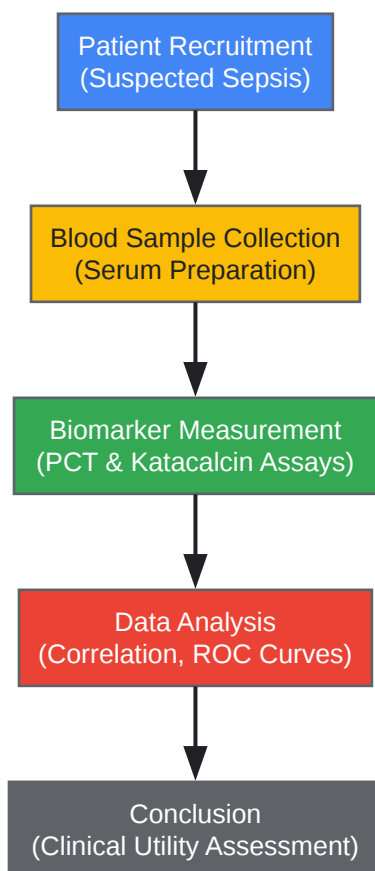 Patient Recruitment
(Suspected Sepsis)
Blood Sample Collection
(Serum Preparation)
Biomarker Measurement
(PCT & Katacalcin Assays)
Data Analysis
(Correlation, ROC Curves)
Conclusion
(Clinical Utility Assessment)